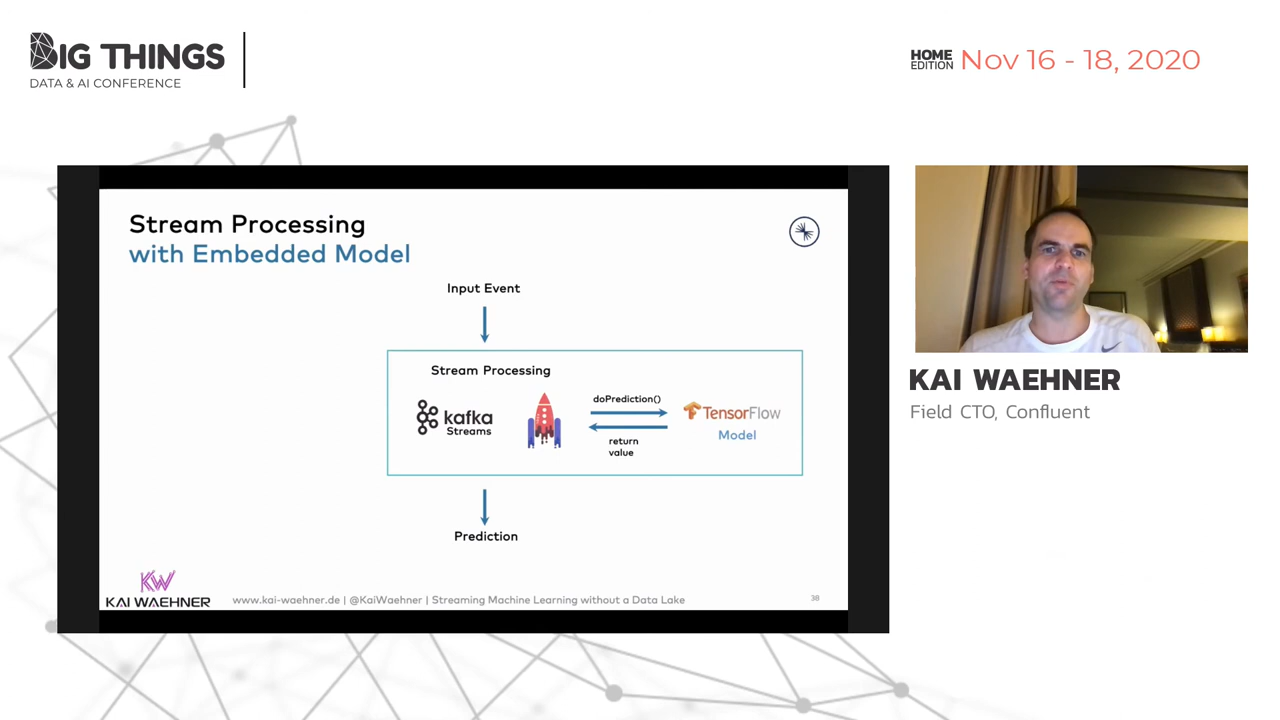 BIG THINGS
DATA & AI CONFERENCE
HOME
EDITION
Nov 16 - 18, 2020
Stream Processing
with Embedded Model
Input Event
Stream Processing
kafka
Streams
doPrediction()
return
value
TensorFlow
Model
Prediction
KW
KAI WAEHNER
www.kai-waehner.de | @KaiWaehner | Streaming Machine Learning without a Data Lake
38
KAI WAEHNER
Field CTO, Confluent